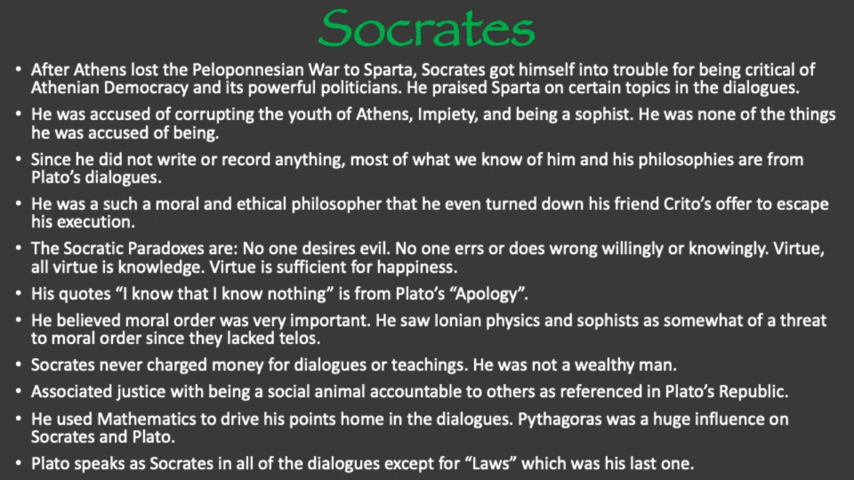 Socrates
• After Athens lost the Peloponnesian War to Sparta, Socrates got himself into trouble for being critical of
Athenian Democracy and its powerful politicians. He praised Sparta on certain topics in the dialogues.
• He was accused of corrupting the youth of Athens, Impiety, and being a sophist. He was none of the things
he was accused of being.
• Since he did not write or record anything, most of what we know of him and his philosophies are from
Plato's dialogues.
• He was a such a moral and ethical philosopher that he even turned down his friend Crito's offer to escape
his execution.
• The Socratic Paradoxes are: No one desires evil. No one errs or does wrong willingly or knowingly. Virtue,
all virtue is knowledge. Virtue is sufficient for happiness.
• His quotes “I know that I know nothing” is from Plato's “Apology”.
• He believed moral order was very important. He saw Ionian physics and sophists as somewhat of a threat
to moral order since they lacked telos.
• Socrates never charged money for dialogues or teachings. He was not a wealthy man.
• Associated justice with being a social animal accountable to others as referenced in Plato's Republic.
• He used Mathematics to drive his points home in the dialogues. Pythagoras was a huge influence on
Socrates and Plato.
• Plato speaks as Socrates in all of the dialogues except for “Laws” which was his last one.